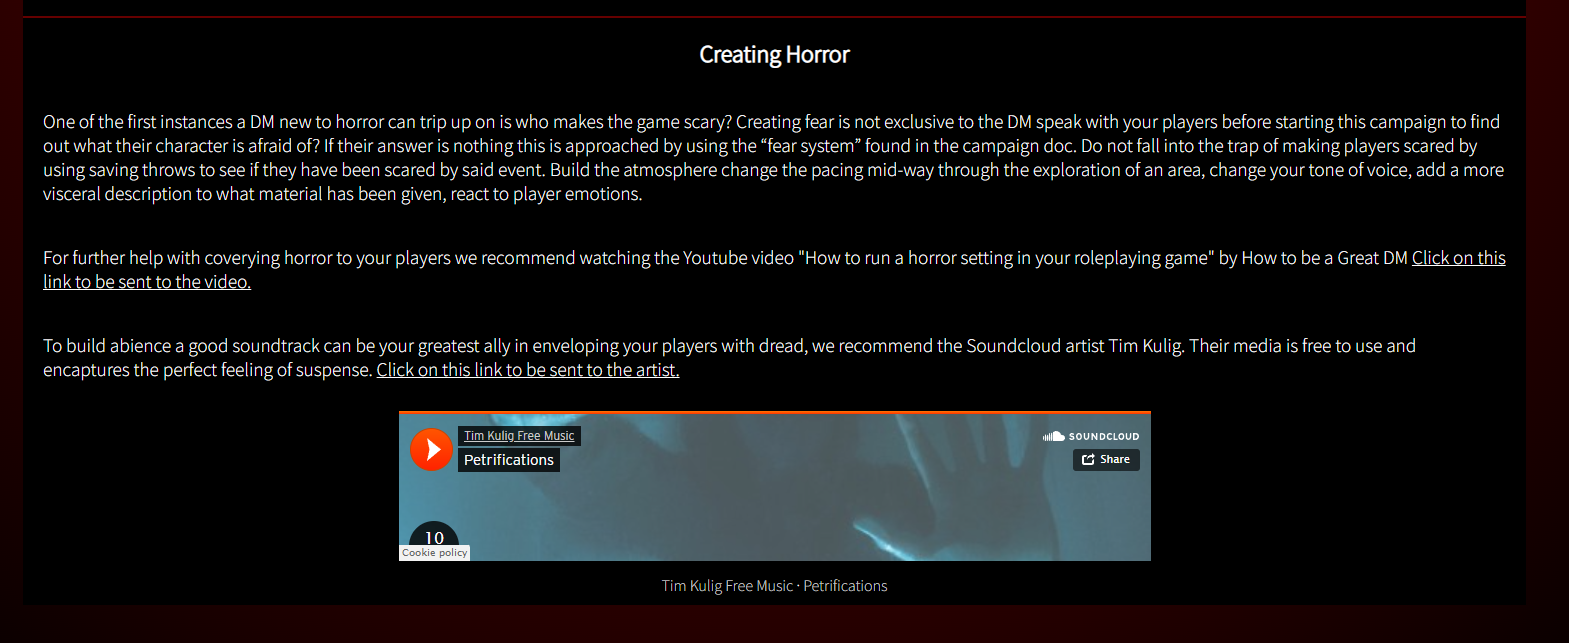 Creating Horror
One of the first instances a DM new to horror can trip up on is who makes the game scary? Creating fear is not exclusive to the DM speak with your players before starting this campaign to find
out what their character is afraid of? If their answer is nothing this is approached by using the “fear system” found in the campaign doc. Do not fall into the trap of making players scared by
using saving throws to see if they have been scared by said event. Build the atmosphere change the pacing mid-way through the exploration of an area, change your tone of voice, add a more
visceral description to what material has been given, react to player emotions.
For further help with coverying horror to your players we recommend watching the Youtube video "How to run a horror setting in your roleplaying game" by How to be a Great DM Click on this
link to be sent to the video.
To build abience a good soundtrack can be your greatest ally in enveloping your players with dread, we recommend the Soundcloud artist Tim Kulig. Their media is free to use and
encaptures the perfect feeling of suspense. Click on this link to be sent to the artist.
Tim Kulig Free Music
Petrifications
SOUNDCLOUD
Share
10
Cookie policy
Tim Kulig Free Music · Petrifications